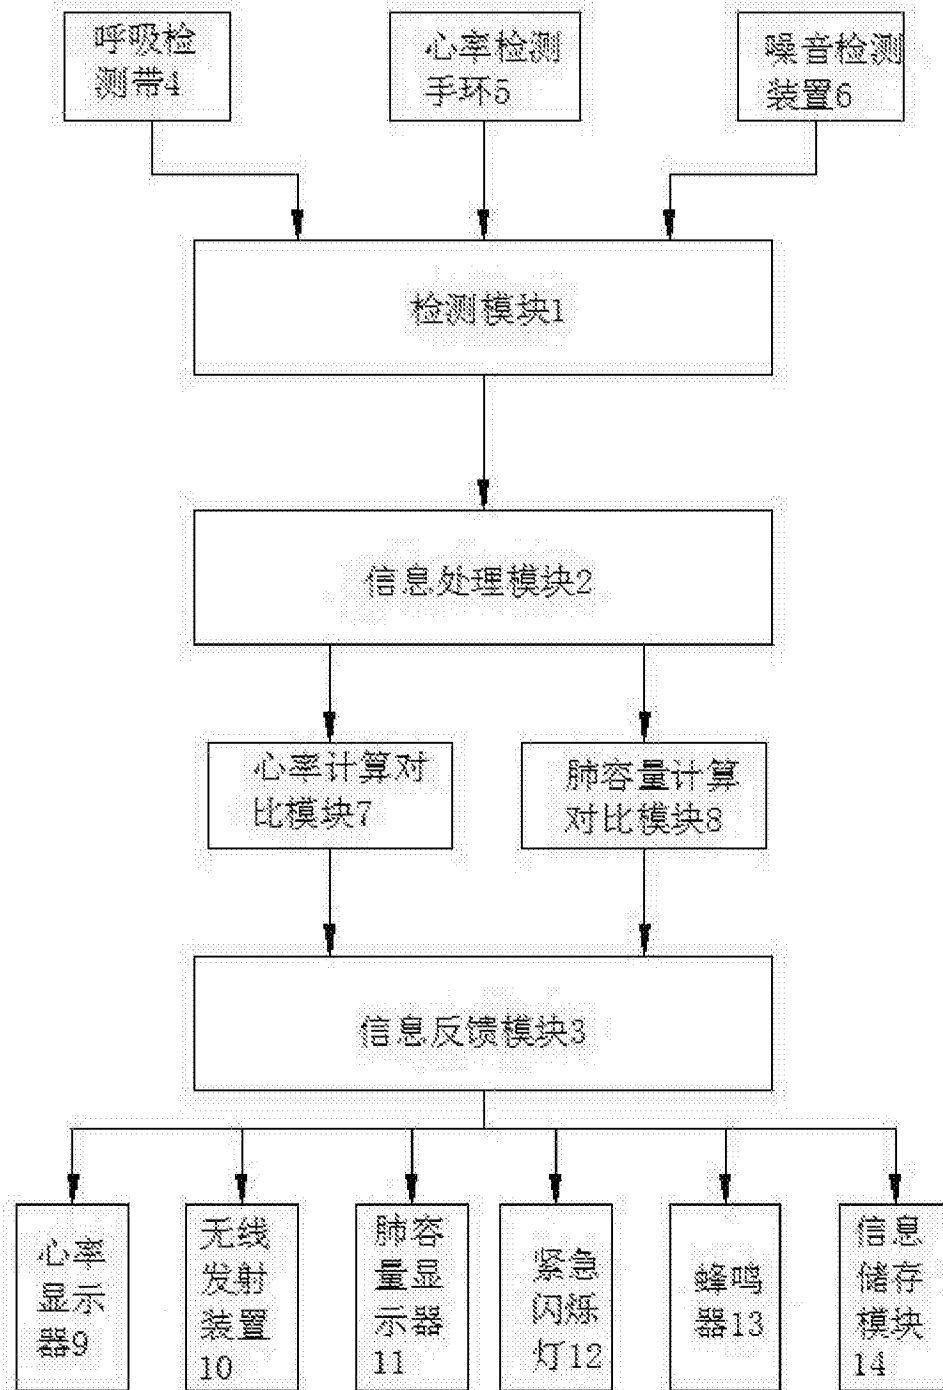 呼吸检
测带4
心率检测
手环5
噪音检测
装置6
检测模块1
信息处理模块2
心率计算对
比模块7
肺容量计算
对比模块8
信息反馈模块3
心率
显示
器9
无线
发射
装置
10
肺容
量显
示器
11
紧急
闪烁
灯12
蜂鸣
器13
信息
储存
模块
14